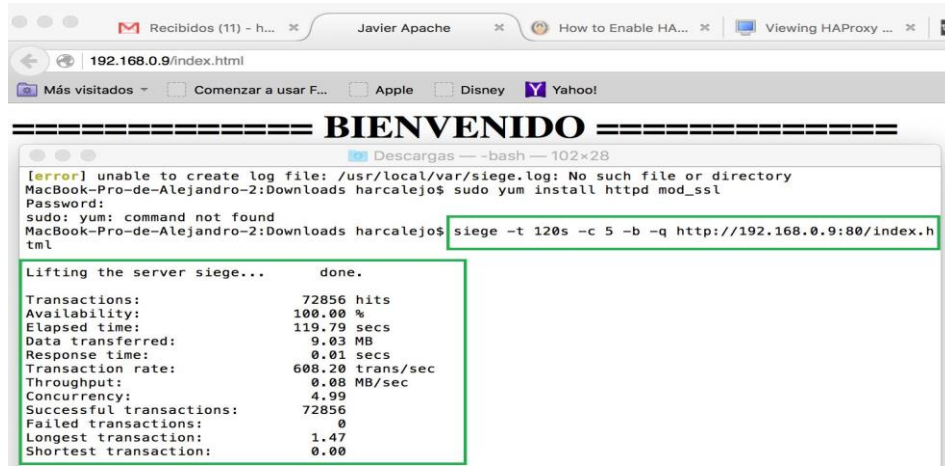 Recibidos (11) - h... × Javier Apache × How to Enable HA... × Viewing HAProxy ... ×
192.168.0.9/index.html
Más visitados Comenzar a usar F... Apple Disney Yahoo!
============== BIENVENIDO ==============
Descargas — -bash — 102×28
[error] unable to create log file: /usr/local/var/siege.log: No such file or directory
MacBook-Pro-de-Alejandro-2:Downloads harcalejo$ sudo yum install httpd mod_ssl
Password:
sudo: yum: command not found
MacBook-Pro-de-Alejandro-2:Downloads harcalejo$ siege -t 120s -c 5 -b -q http://192.168.0.9:80/index.h
tml
Lifting the server siege... done.
Transactions: 72856 hits
Availability: 100.00 %
Elapsed time: 119.79 secs
Data transferred: 9.03 MB
Response time: 0.01 secs
Transaction rate: 608.20 trans/sec
Throughput: 0.08 MB/sec
Concurrency: 4.99
Successful transactions: 72856
Failed transactions: 0
Longest transaction: 1.47
Shortest transaction: 0.00